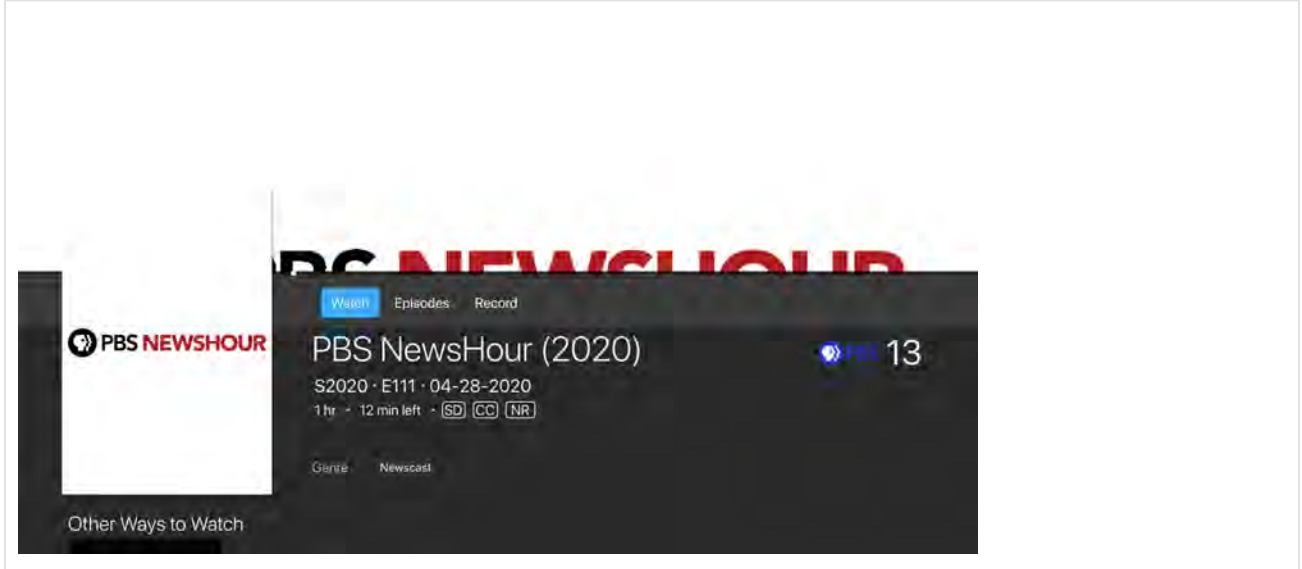 PBS NEWSHOUR
Watch Episodes Record
PBS NEWSHOUR
PBS NewsHour (2020)
PBS 13
S2020 · E111 · 04-28-2020
1 hr · 12 min left · SD CC NR
Genre Newscast
Other Ways to Watch